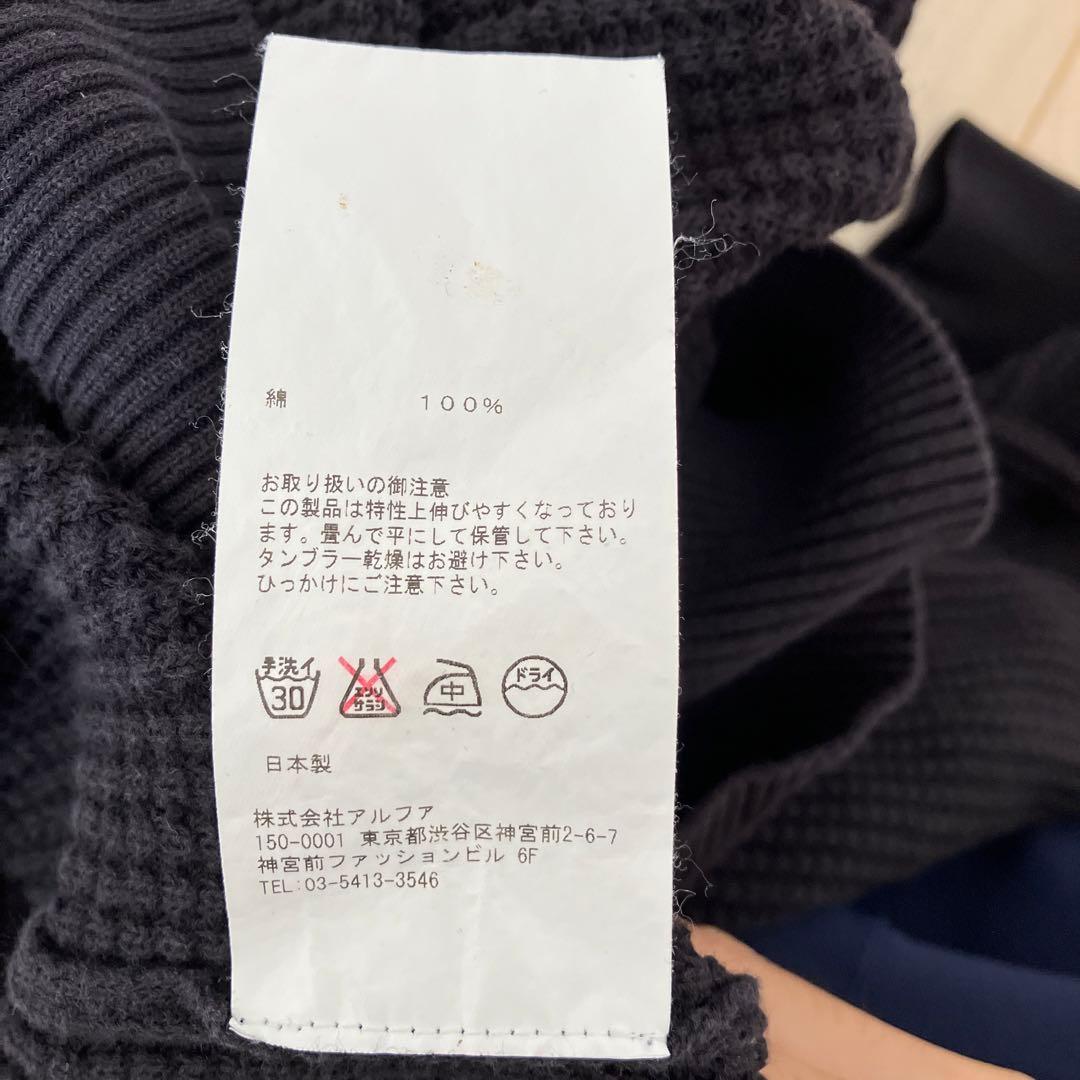 綿 100%
お取り扱いの御注意
この製品は特性上伸びやすくなっており
ます。畳んで平にして保管して下さい。
タンブラー乾燥はお避け下さい。
ひっかけにご注意下さい。
手洗イ 30 エンソ サラシ 中 ドライ
日本製
株式会社アルファ
150-0001 東京都渋谷区神宮前2-6-7
神宮前ファッションビル 6F
TEL:03-5413-3546